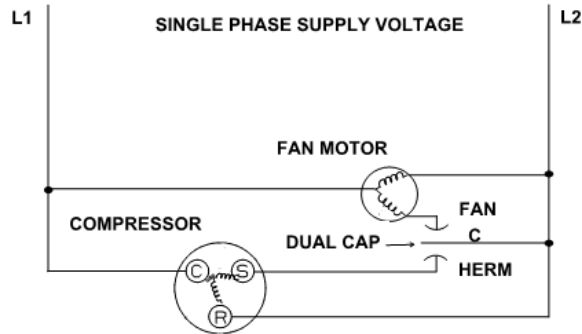 L1 SINGLE PHASE SUPPLY VOLTAGE L2
FAN MOTOR
FAN
COMPRESSOR
C
DUAL CAP
HERM
C S
R